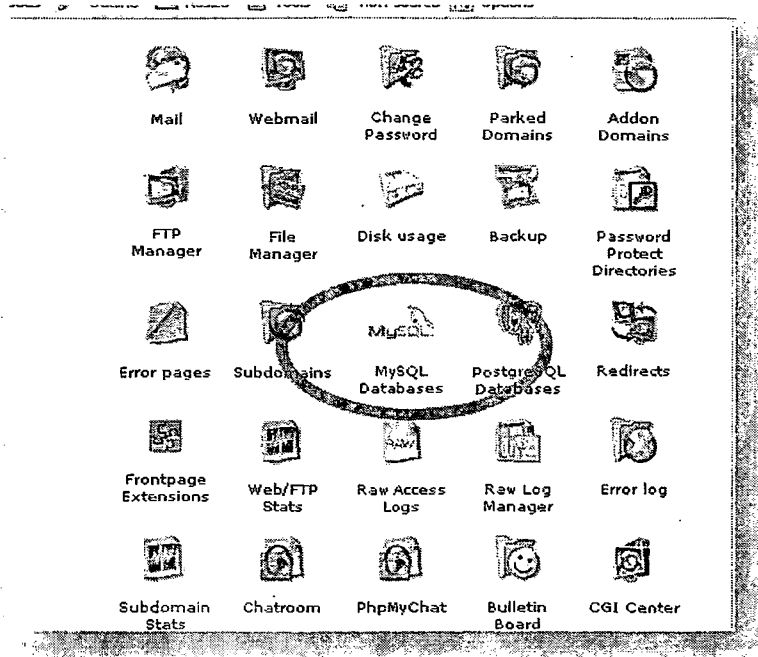 Mail Webmail Change Password Parked Domains Addon Domains
FTP Manager File Manager Disk usage Backup Password Protect Directories
MySQL
Error pages Subdomains MySQL Databases PostgreSQL Databases Redirects
RAW
Frontpage Extensions Web/FTP Stats Raw Access Logs Raw Log Manager Error log
Subdomain Stats Chatroom PhpMyChat Bulletin Board CGI Center